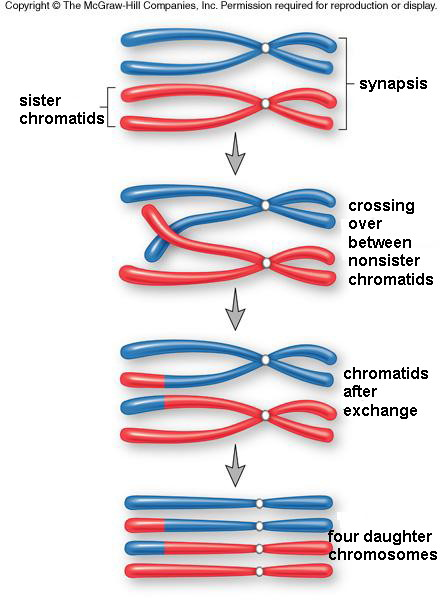 Copyright © The McGraw-Hill Companies, Inc. Permission required for reproduction or display.
synapsis
sister
chromatids
crossing
over
between
nonsister
chromatids
chromatids
after
exchange
four daughter
chromosomes